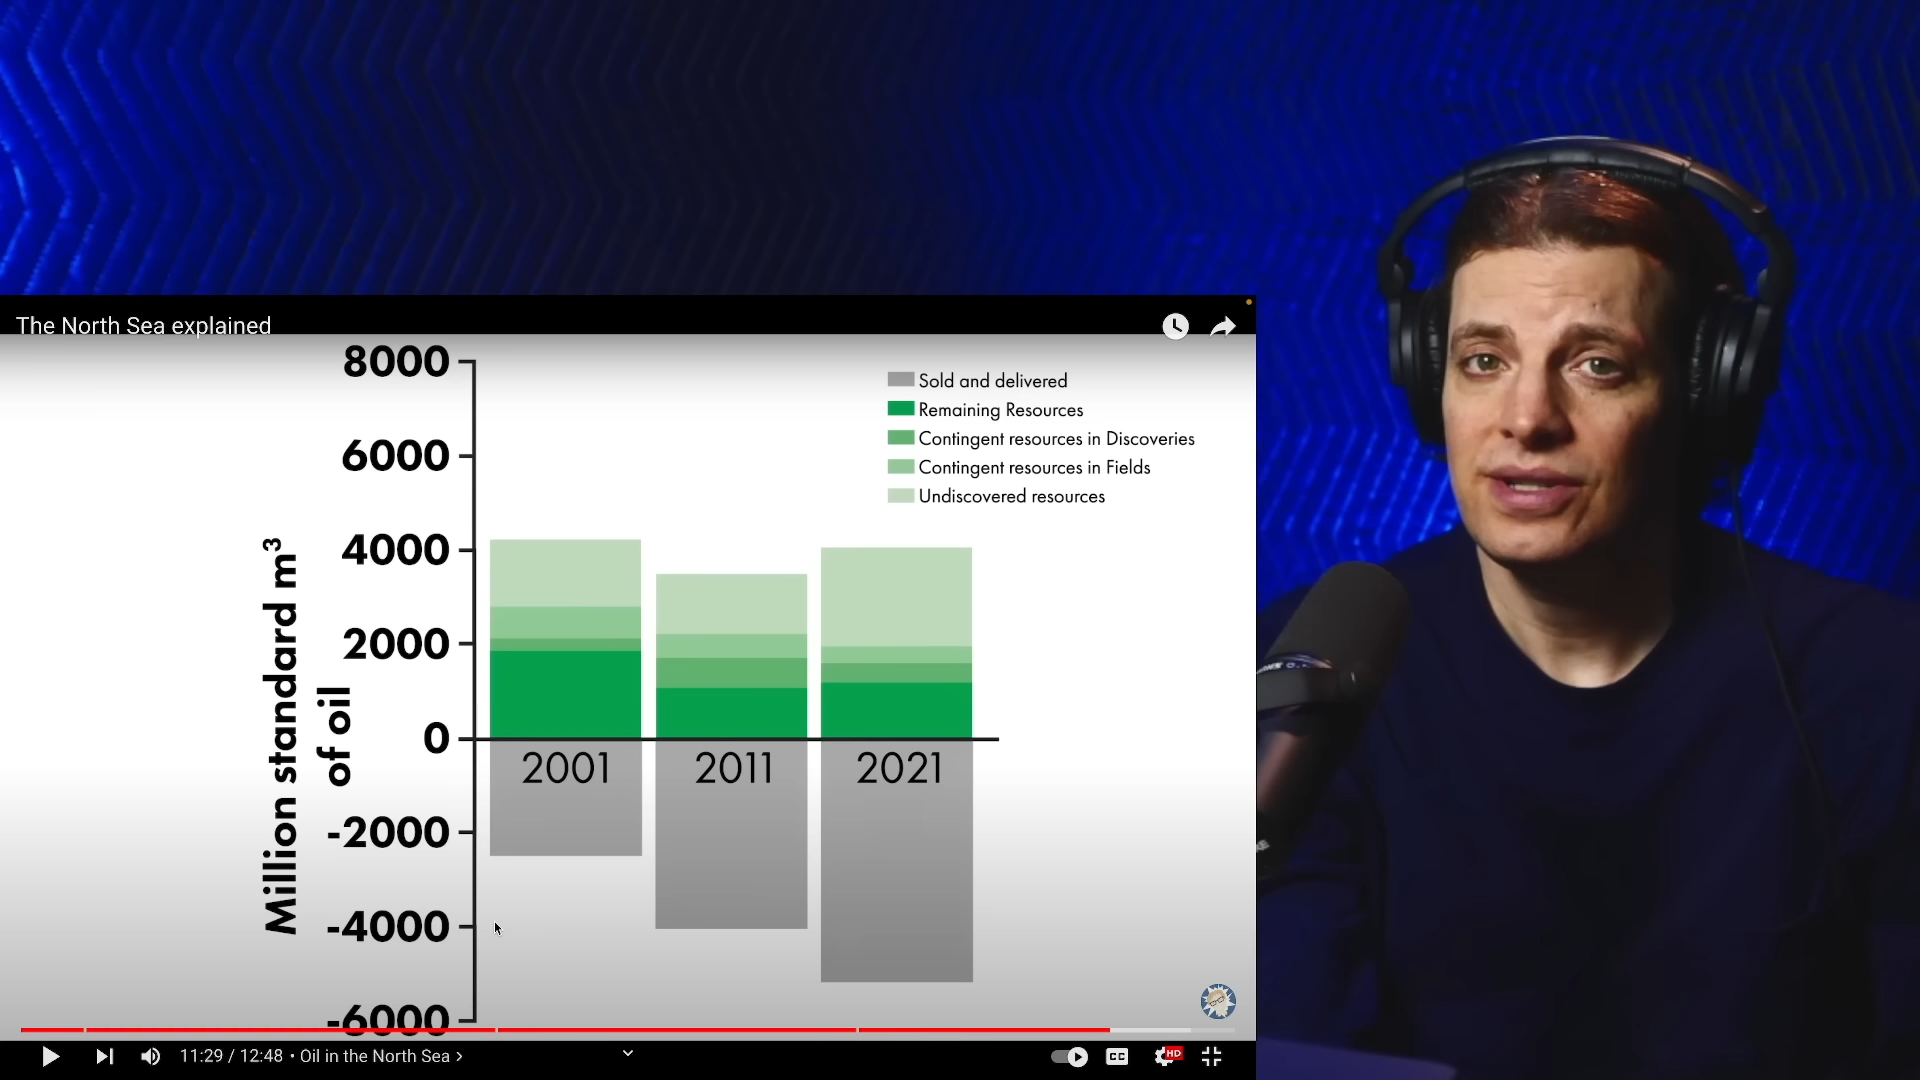 The North Sea explained
8000
6000
4000
2000
0
-2000
-4000
-6000
Million standard m³
of oil
Sold and delivered
Remaining Resources
Contingent resources in Discoveries
Contingent resources in Fields
Undiscovered resources
2001
2011
2021
11:29 / 12:48 • Oil in the North Sea >
CC
HD